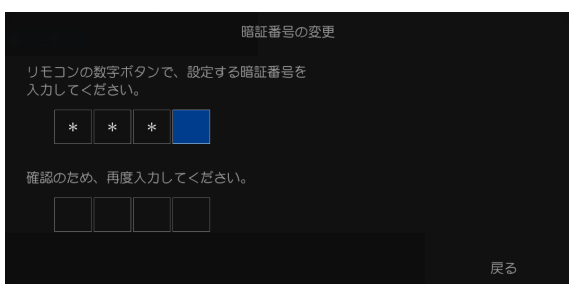 暗証番号の変更
リモコンの数字ボタンで、設定する暗証番号を
入力してください。
* * *
確認のため、再度入力してください。
戻る